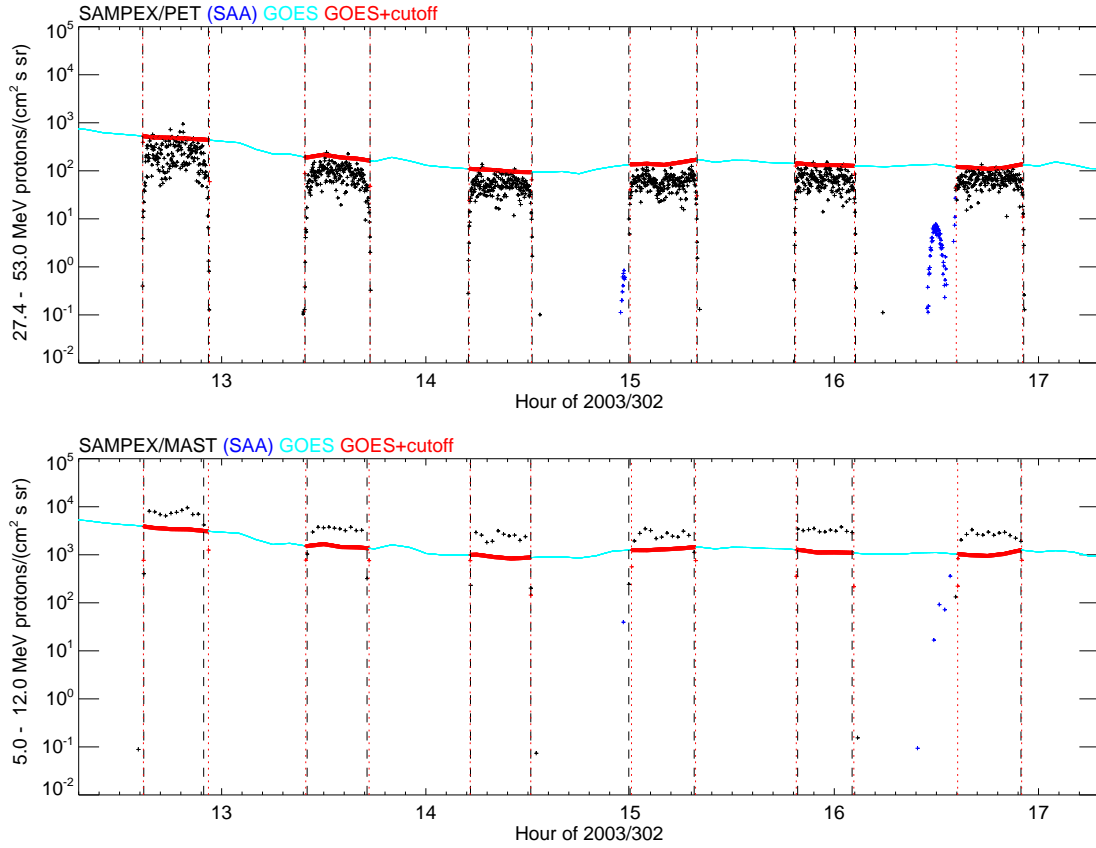 SAMPEX/PET (SAA) GOES GOES+cutoff
10^5
10^4
10^3
10^2
10^1
10^0
10^-1
10^-2
27.4 - 53.0 MeV protons/(cm^2 s sr)
13 14 15 16 17
Hour of 2003/302
SAMPEX/MAST (SAA) GOES GOES+cutoff
10^5
10^4
10^3
10^2
10^1
10^0
10^-1
10^-2
5.0 - 12.0 MeV protons/(cm^2 s sr)
13 14 15 16 17
Hour of 2003/302